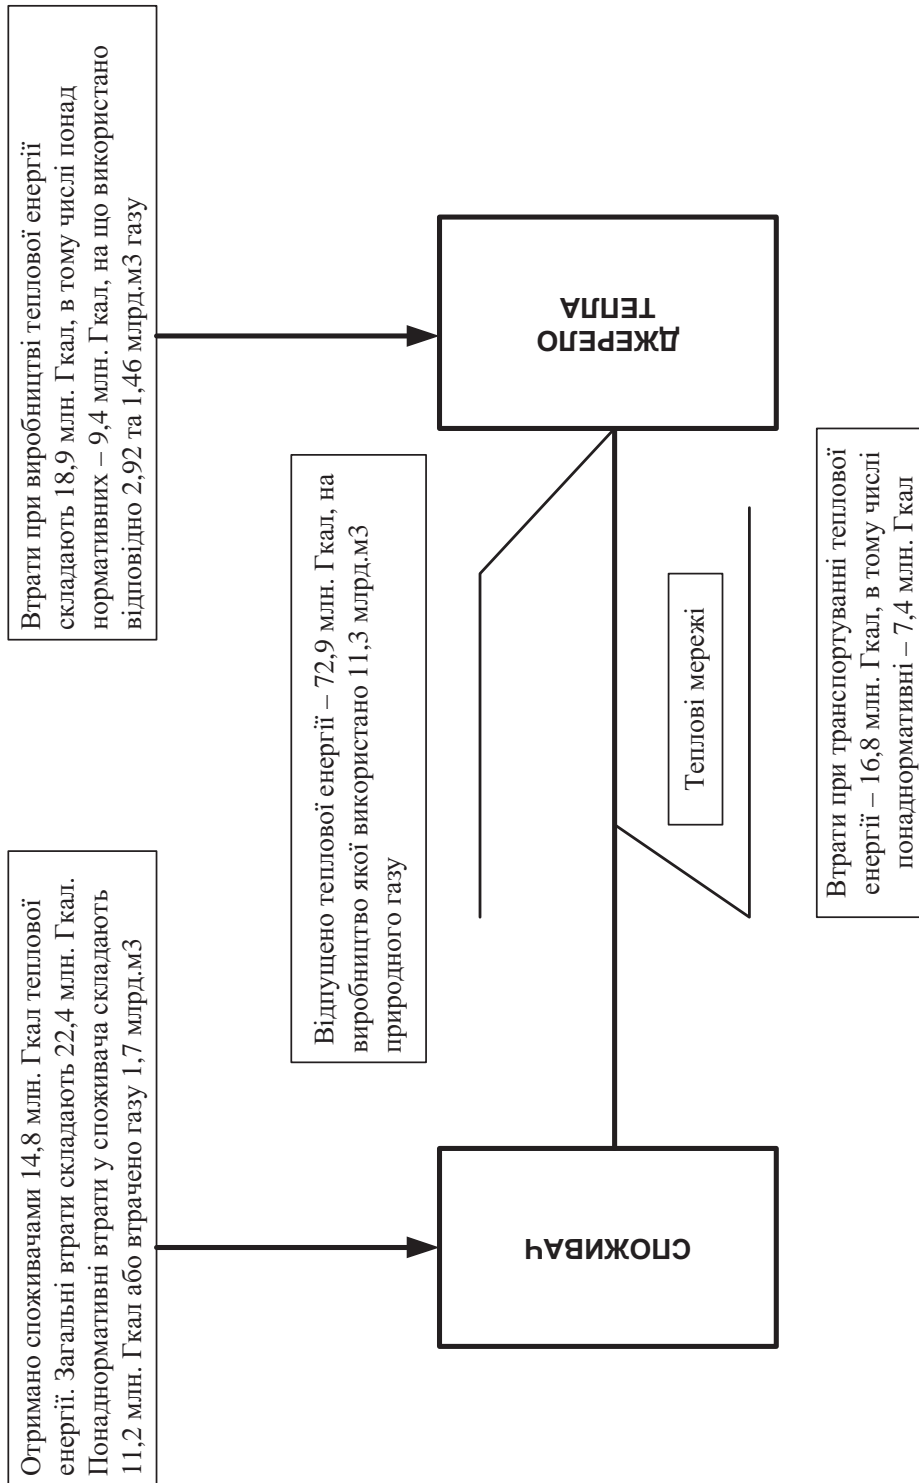 Отримано споживачами 14,8 млн. Гкал теплової
енергії. Загальні втрати складають 22,4 млн. Гкал.
Понаднормативні втрати у споживача складають
11,2 млн. Гкал або втрачено газу 1,7 млрд.м3
Втрати при виробництві теплової енергії
складають 18,9 млн. Гкал, в тому числі понад
нормативних – 9,4 млн. Гкал, на що використано
відповідно 2,92 та 1,46 млрд.м3 газу
Відпущено теплової енергії – 72,9 млн. Гкал, на
виробництво якої використано 11,3 млрд.м3
природного газу
СПОЖИВАЧ
ДЖЕРЕЛО
ТЕПЛА
Теплові мережі
Втрати при транспортуванні теплової
енергії – 16,8 млн. Гкал, в тому числі
понаднормативні – 7,4 млн. Гкал